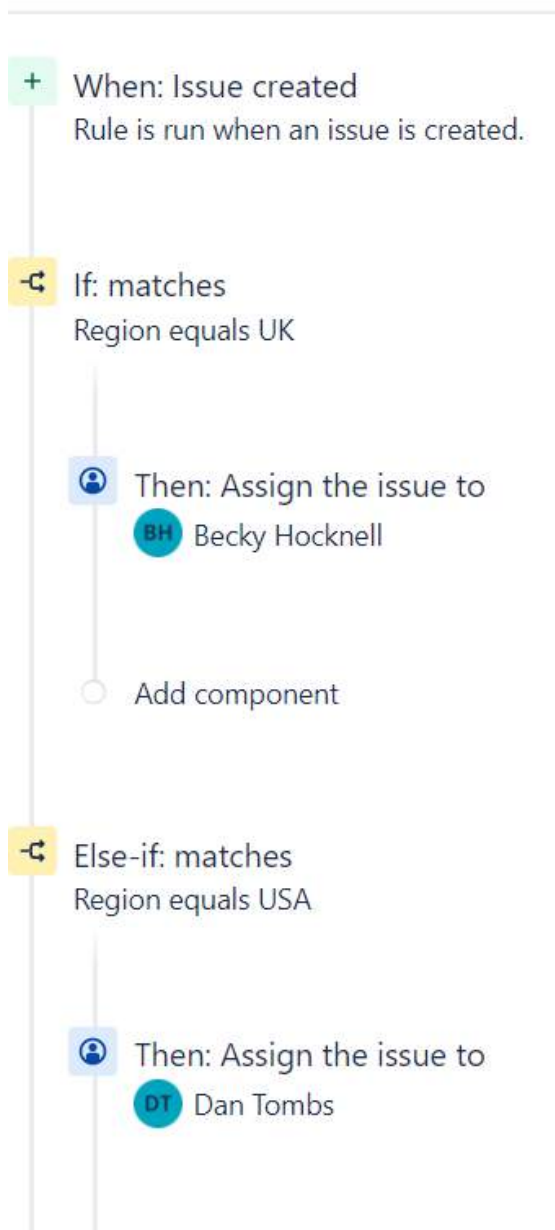 When: Issue created
Rule is run when an issue is created.
If: matches
Region equals UK
Then: Assign the issue to
BH Becky Hocknell
Add component
Else-if: matches
Region equals USA
Then: Assign the issue to
DT Dan Tombs